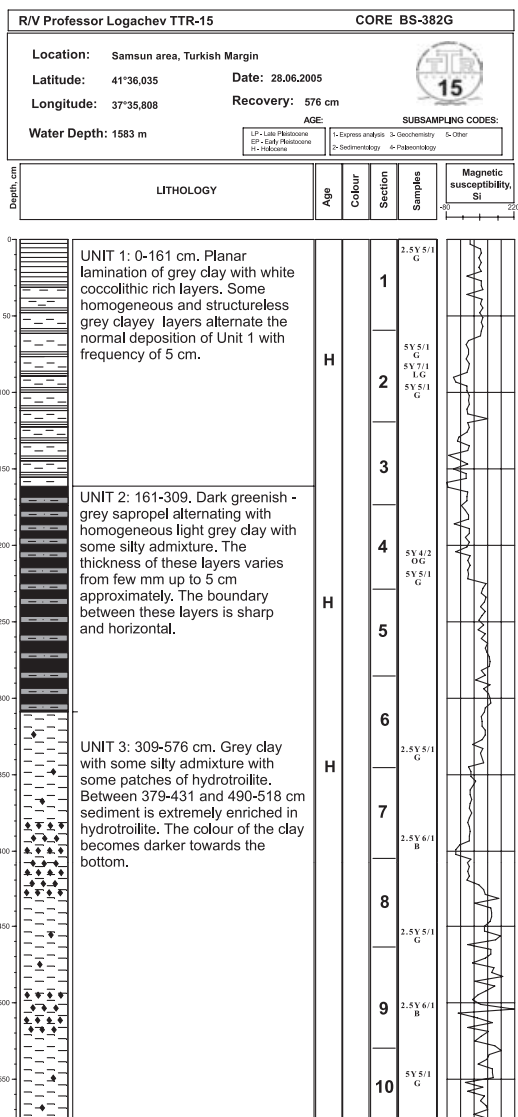 R/V Professor Logachev TTR-15 CORE BS-382G
Location: Samsun area, Turkish Margin
Latitude: 41°36,035 Date: 28.06.2005
Longitude: 37°35,808 Recovery: 576 cm
Water Depth: 1583 m
TTR
15
AGE:
LP - Late Pleistocene
EP - Early Pleistocene
H - Holocene
SUBSAMPLING CODES:
1- Express analysis 3- Geochemistry 5- Other
2- Sedimentology 4- Palaeontology
Depth, cm
LITHOLOGY
Age
Colour
Section
Samples
Magnetic
susceptibility,
Si
-80 220
0
50
UNIT 1: 0-161 cm. Planar
lamination of grey clay with white
coccolithic rich layers. Some
homogeneous and structureless
grey clayey layers alternate the
normal deposition of Unit 1 with
frequency of 5 cm.
UNIT 2: 161-309. Dark greenish -
grey sapropel alternating with
homogeneous light grey clay with
some silty admixture. The
thickness of these layers varies
from few mm up to 5 cm
approximately. The boundary
between these layers is sharp
and horizontal.
UNIT 3: 309-576 cm. Grey clay
with some silty admixture with
some patches of hydrotroilite.
Between 379-431 and 490-518 cm
sediment is extremely enriched in
hydrotroilite. The colour of the clay
becomes darker towards the
bottom.
H
H
H
1
2
3
4
5
6
7
8
9
10
2.5Y 5/1
G
5Y 5/1
G
5Y 7/1
LG
5Y 5/1
G
5Y 4/2
OG
5Y 5/1
G
2.5Y 5/1
G
2.5Y 6/1
B
2.5Y 5/1
G
2.5Y 6/1
B
5Y 5/1
G